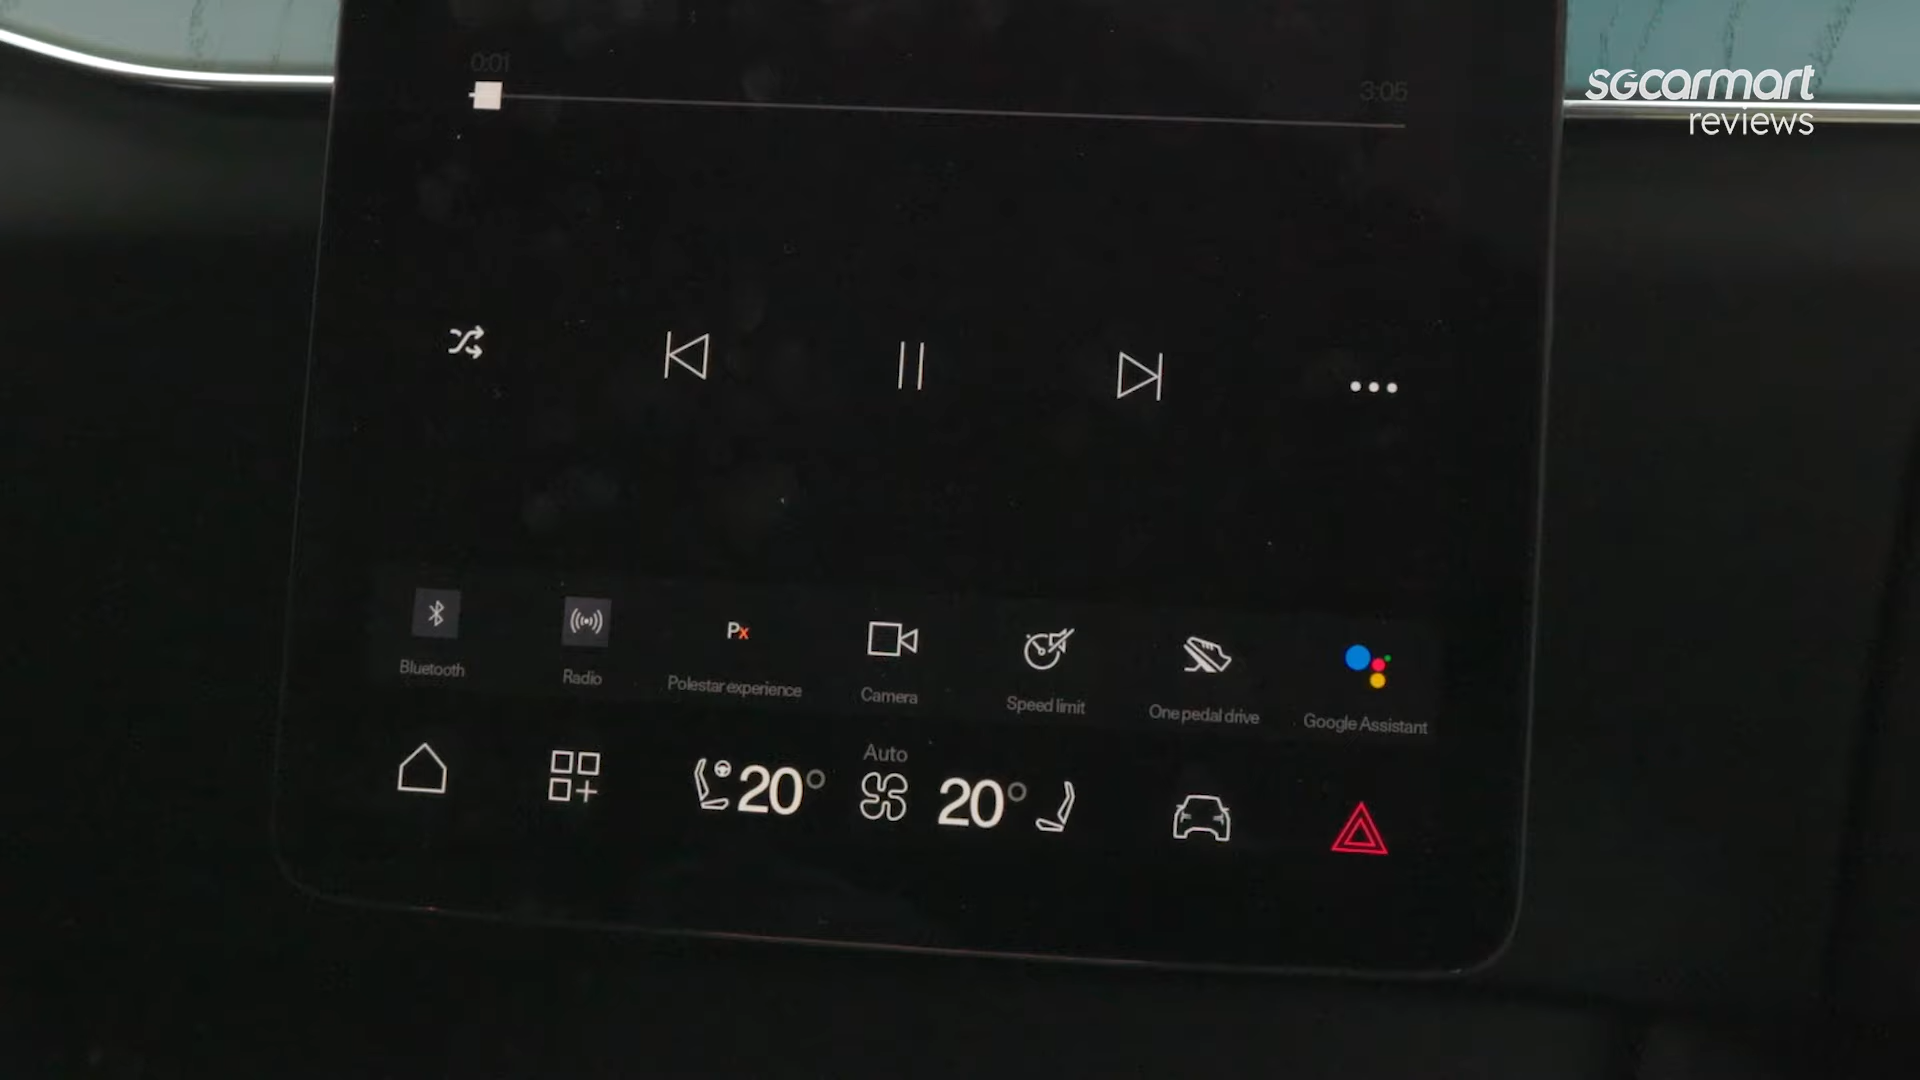 0:01
3:05
sgcarmart
reviews
Bluetooth
Radio
Px
Polestar experience
Camera
Speed limit
One pedal drive
Google Assistant
Auto
20°
20°